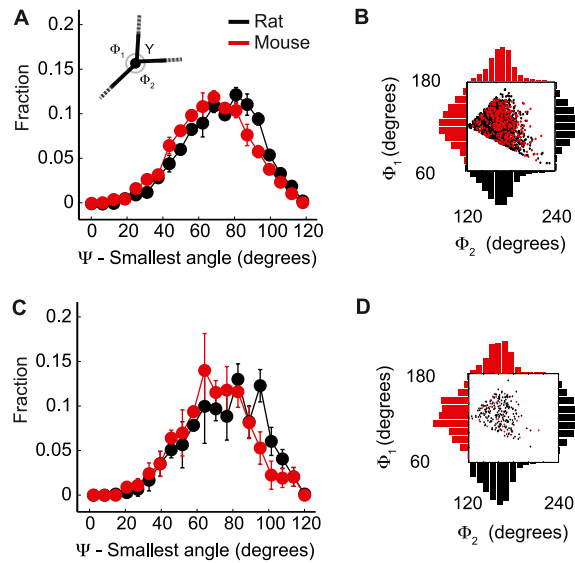 A
Φ1
Y
Φ2
Rat
Mouse
Fraction
0.2
0.15
0.1
0.05
0
0 20 40 60 80 100 120
Ψ - Smallest angle (degrees)
B
180
60
Φ1 (degrees)
120 240
Φ2 (degrees)
C
Fraction
0.2
0.15
0.1
0.05
0
0 20 40 60 80 100 120
Ψ - Smallest angle (degrees)
D
180
60
Φ1 (degrees)
120 240
Φ2 (degrees)